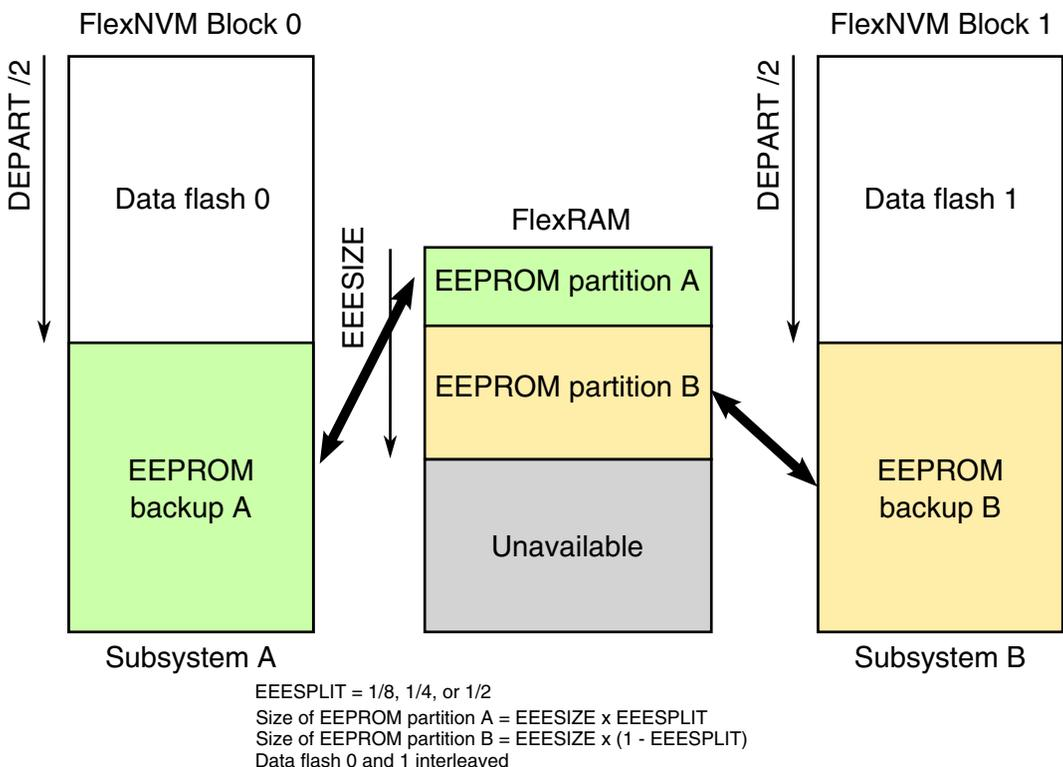 FlexNVM Block 0
FlexNVM Block 1
DEPART /2
DEPART /2
Data flash 0
Data flash 1
FlexRAM
EEESIZE
EEPROM partition A
EEPROM partition B
EEPROM
backup A
EEPROM
backup B
Unavailable
Subsystem A
Subsystem B
EEESPLIT = 1/8, 1/4, or 1/2
Size of EEPROM partition A = EEESIZE x EEESPLIT
Size of EEPROM partition B = EEESIZE x (1 - EEESPLIT)
Data flash 0 and 1 interleaved